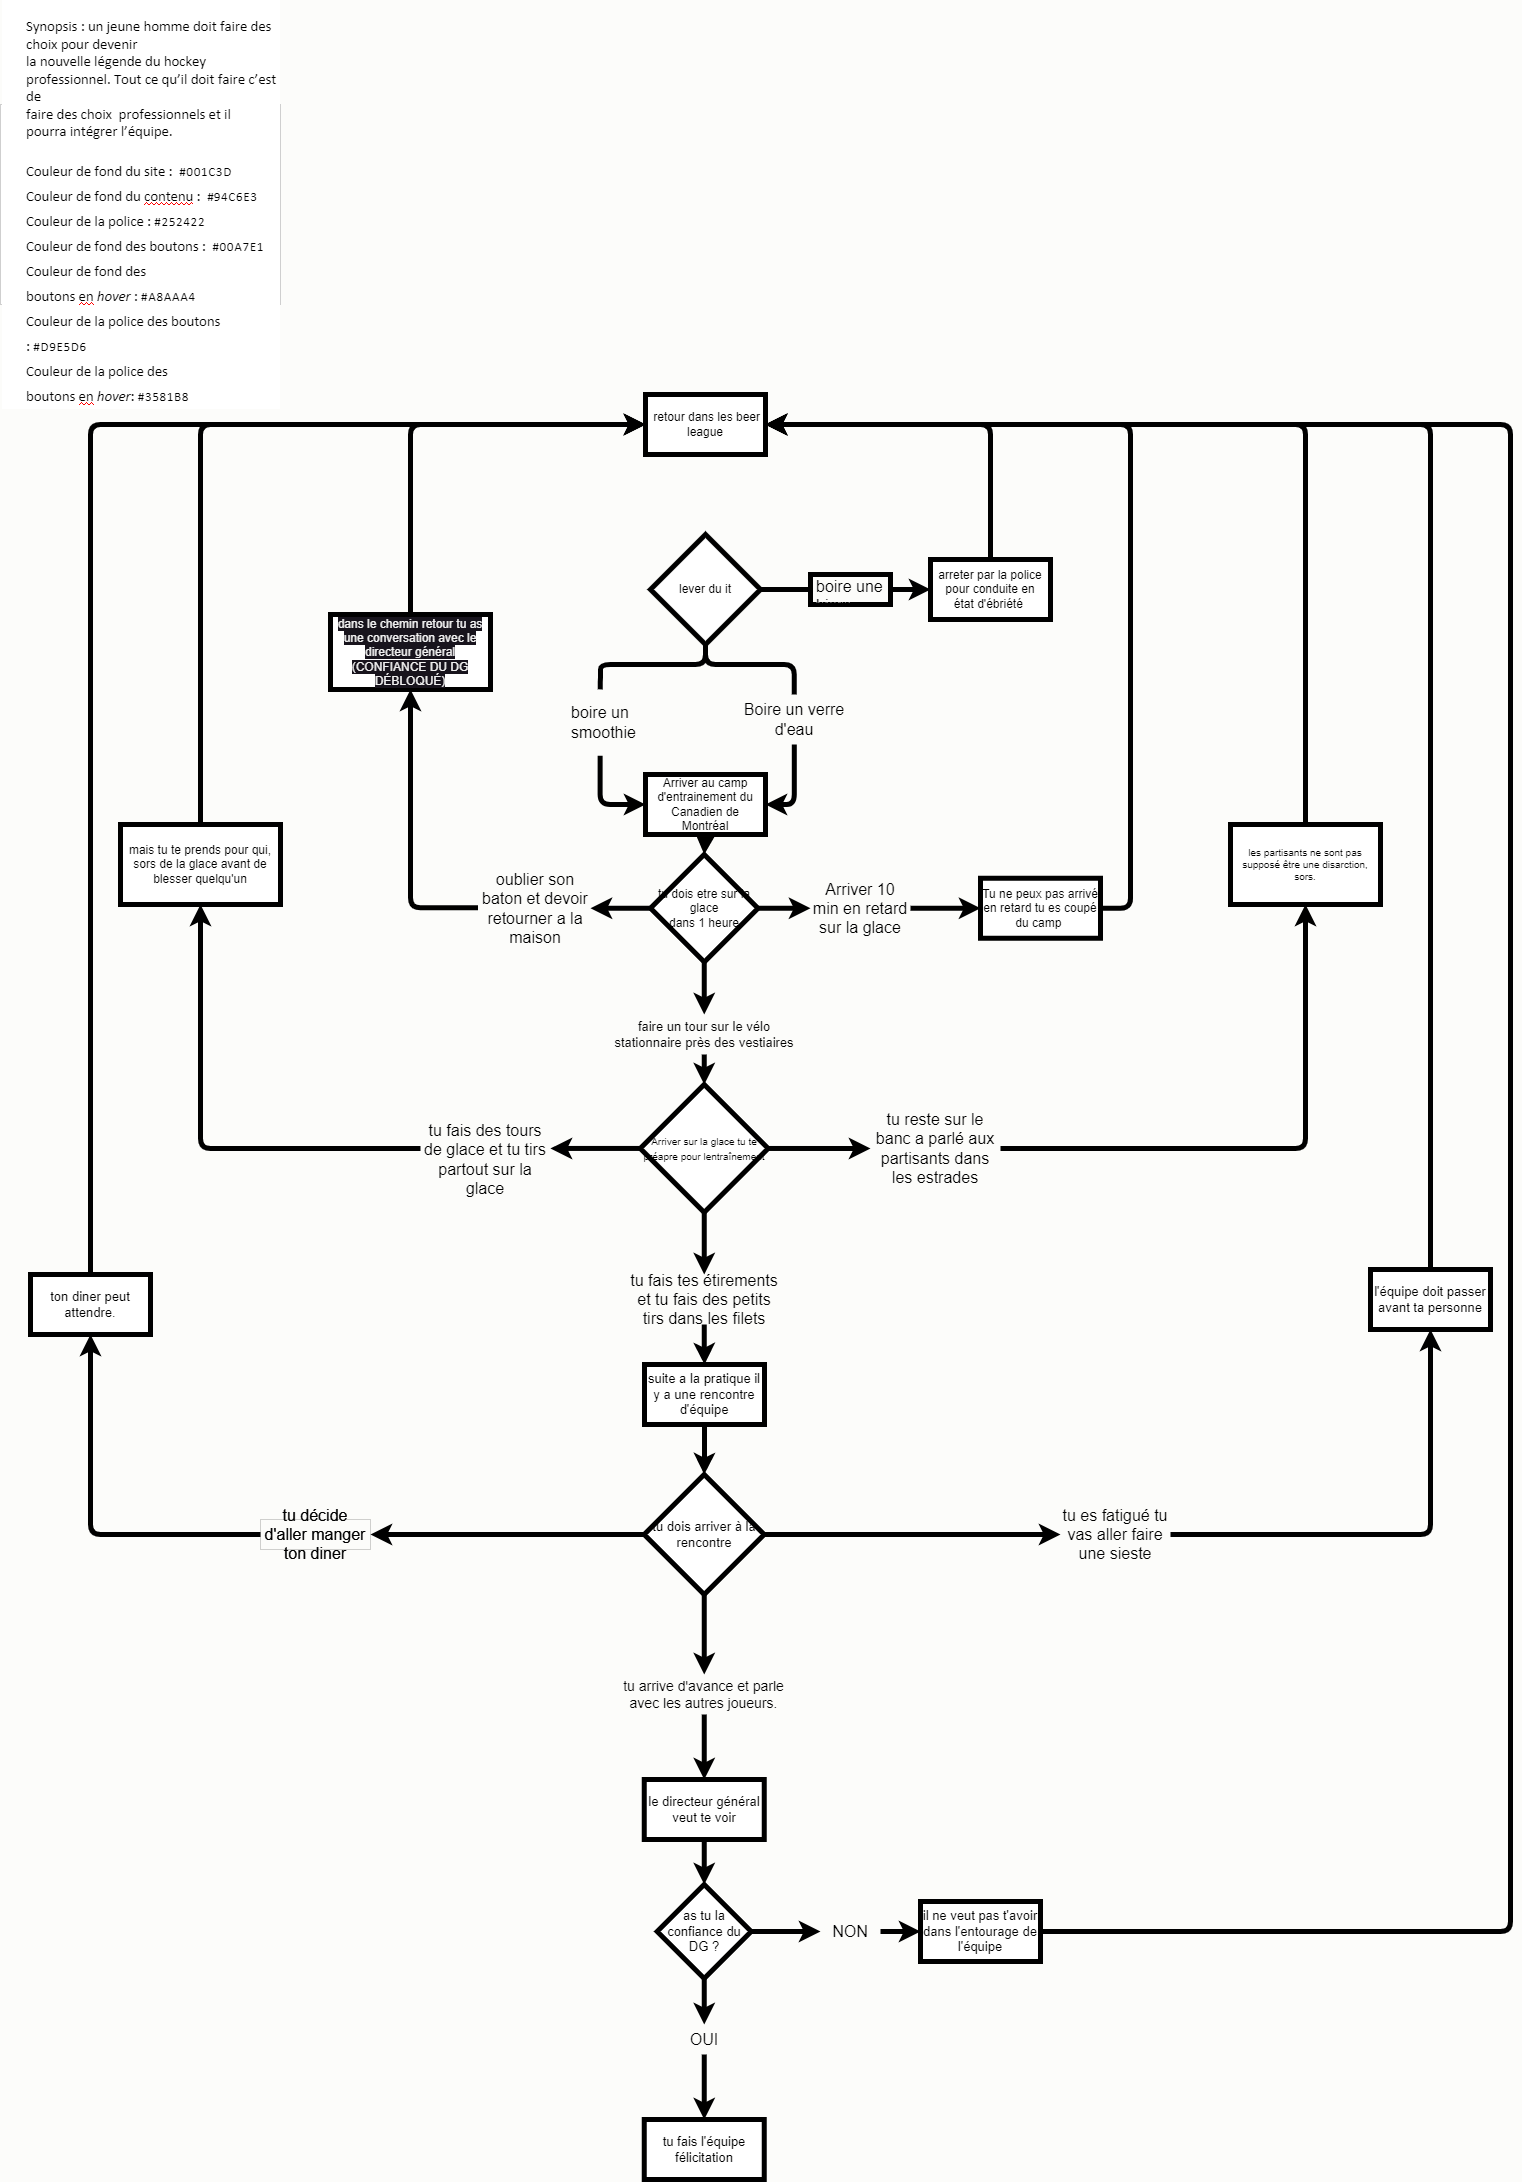 Synopsis : un jeune homme doit faire des
choix pour devenir
la nouvelle légende du hockey
professionnel. Tout ce qu’il doit faire c’est
de
faire des choix  professionnels et il
pourra intégrer l’équipe.
Couleur de fond du site :  #001C3D
Couleur de fond du contenu :  #94C6E3
Couleur de la police : #252422
Couleur de fond des boutons :  #00A7E1
Couleur de fond des
boutons en hover : #A8AAA4
Couleur de la police des boutons
: #D9E5D6
Couleur de la police des
boutons en hover: #3581B8
retour dans les beer
league
lever du it
boire une
arreter par la police
pour conduite en
état d'ébriété
dans le chemin retour tu as
une conversation avec le
directeur général
(CONFIANCE DU DG
DÉBLOQUÉ)
boire un
smoothie
Boire un verre
d'eau
Arriver au camp
d'entrainement du
Canadien de
Montréal
mais tu te prends pour qui,
sors de la glace avant de
blesser quelqu'un
les partisants ne sont pas
supposé être une disarction,
sors.
oublier son
baton et devoir
retourner a la
maison
tu dois etre sur la
glace
dans 1 heure
Arriver 10
min en retard
sur la glace
Tu ne peux pas arrivé
en retard tu es coupé
du camp
faire un tour sur le vélo
stationnaire près des vestiaires
tu fais des tours
de glace et tu tirs
partout sur la
glace
Arriver sur la glace tu te
préapre pour lentraînement
tu reste sur le
banc a parlé aux
partisants dans
les estrades
tu fais tes étirements
et tu fais des petits
tirs dans les filets
ton diner peut
attendre.
l'équipe doit passer
avant ta personne
suite a la pratique il
y a une rencontre
d'équipe
tu décide
d'aller manger
ton diner
tu dois arriver à la
rencontre
tu es fatigué tu
vas aller faire
une sieste
tu arrive d'avance et parle
avec les autres joueurs.
le directeur général
veut te voir
as tu la
confiance du
DG ?
NON
il ne veut pas t'avoir
dans l'entourage de
l'équipe
OUI
tu fais l'équipe
félicitation